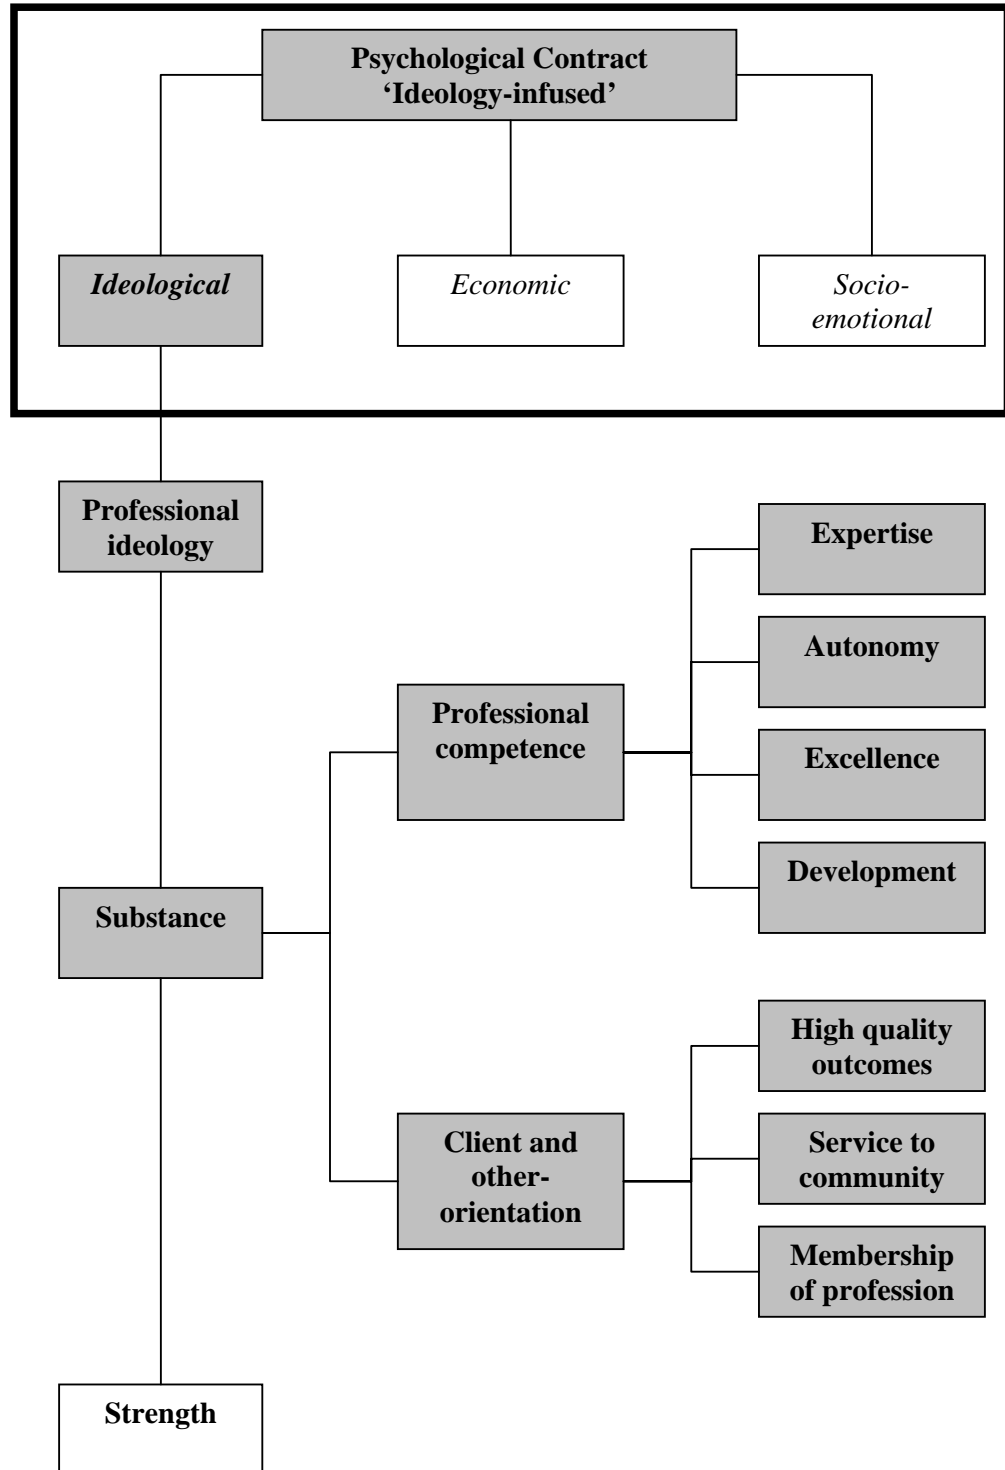 Psychological Contract
‘Ideology-infused’
Ideological
Economic
Socio-
emotional
Professional
ideology
Expertise
Autonomy
Professional
competence
Excellence
Development
Substance
High quality
outcomes
Client and
other-
orientation
Service to
community
Membership
of profession
Strength